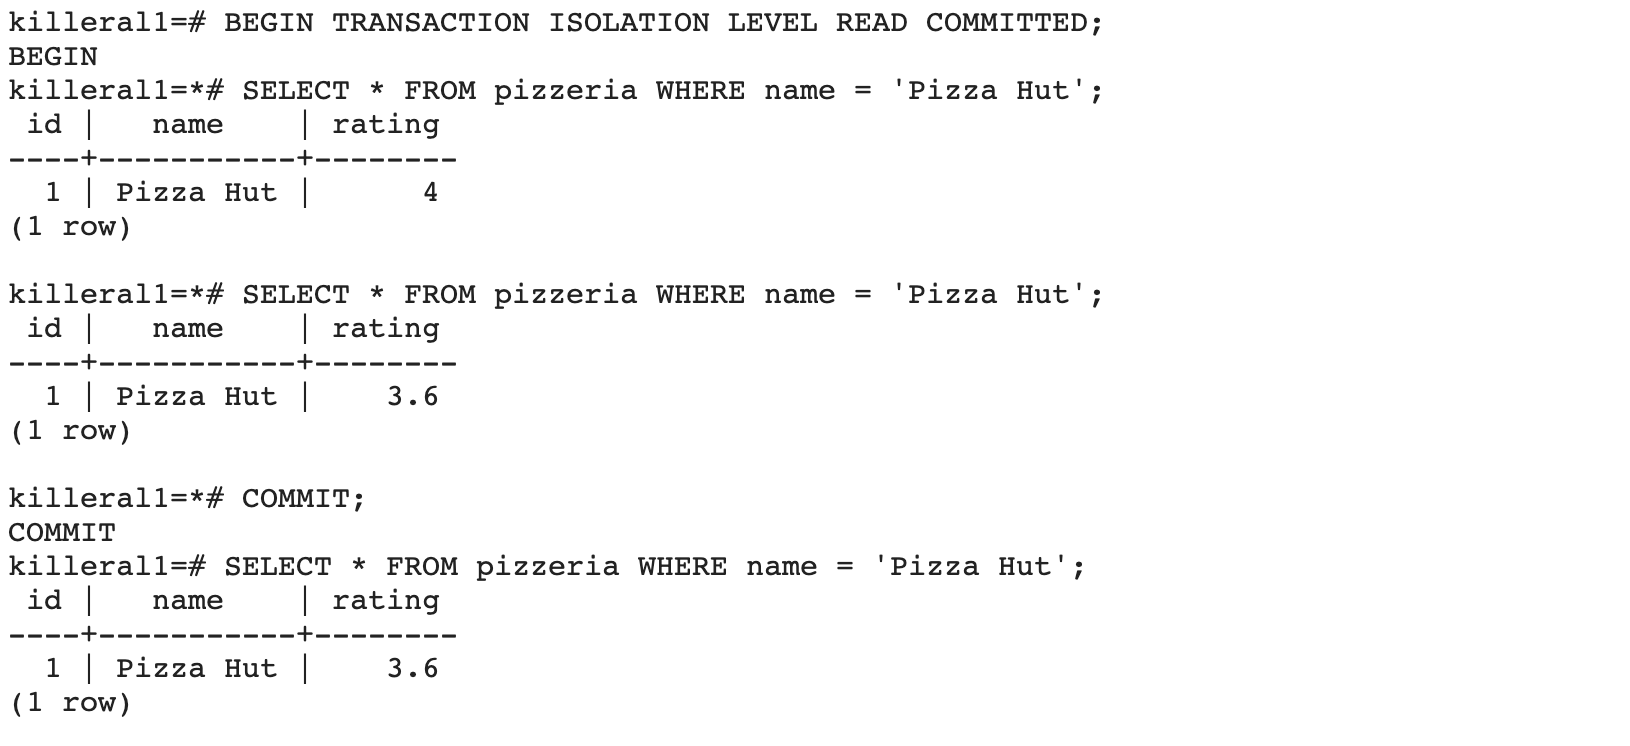 killeral1=# BEGIN TRANSACTION ISOLATION LEVEL READ COMMITTED;
BEGIN
killeral1=*# SELECT * FROM pizzeria WHERE name = 'Pizza Hut';
 id |   name    | rating
----+-----------+--------
  1 | Pizza Hut |      4
(1 row)

killeral1=*# SELECT * FROM pizzeria WHERE name = 'Pizza Hut';
 id |   name    | rating
----+-----------+--------
  1 | Pizza Hut |    3.6
(1 row)

killeral1=*# COMMIT;
COMMIT
killeral1=# SELECT * FROM pizzeria WHERE name = 'Pizza Hut';
 id |   name    | rating
----+-----------+--------
  1 | Pizza Hut |    3.6
(1 row)